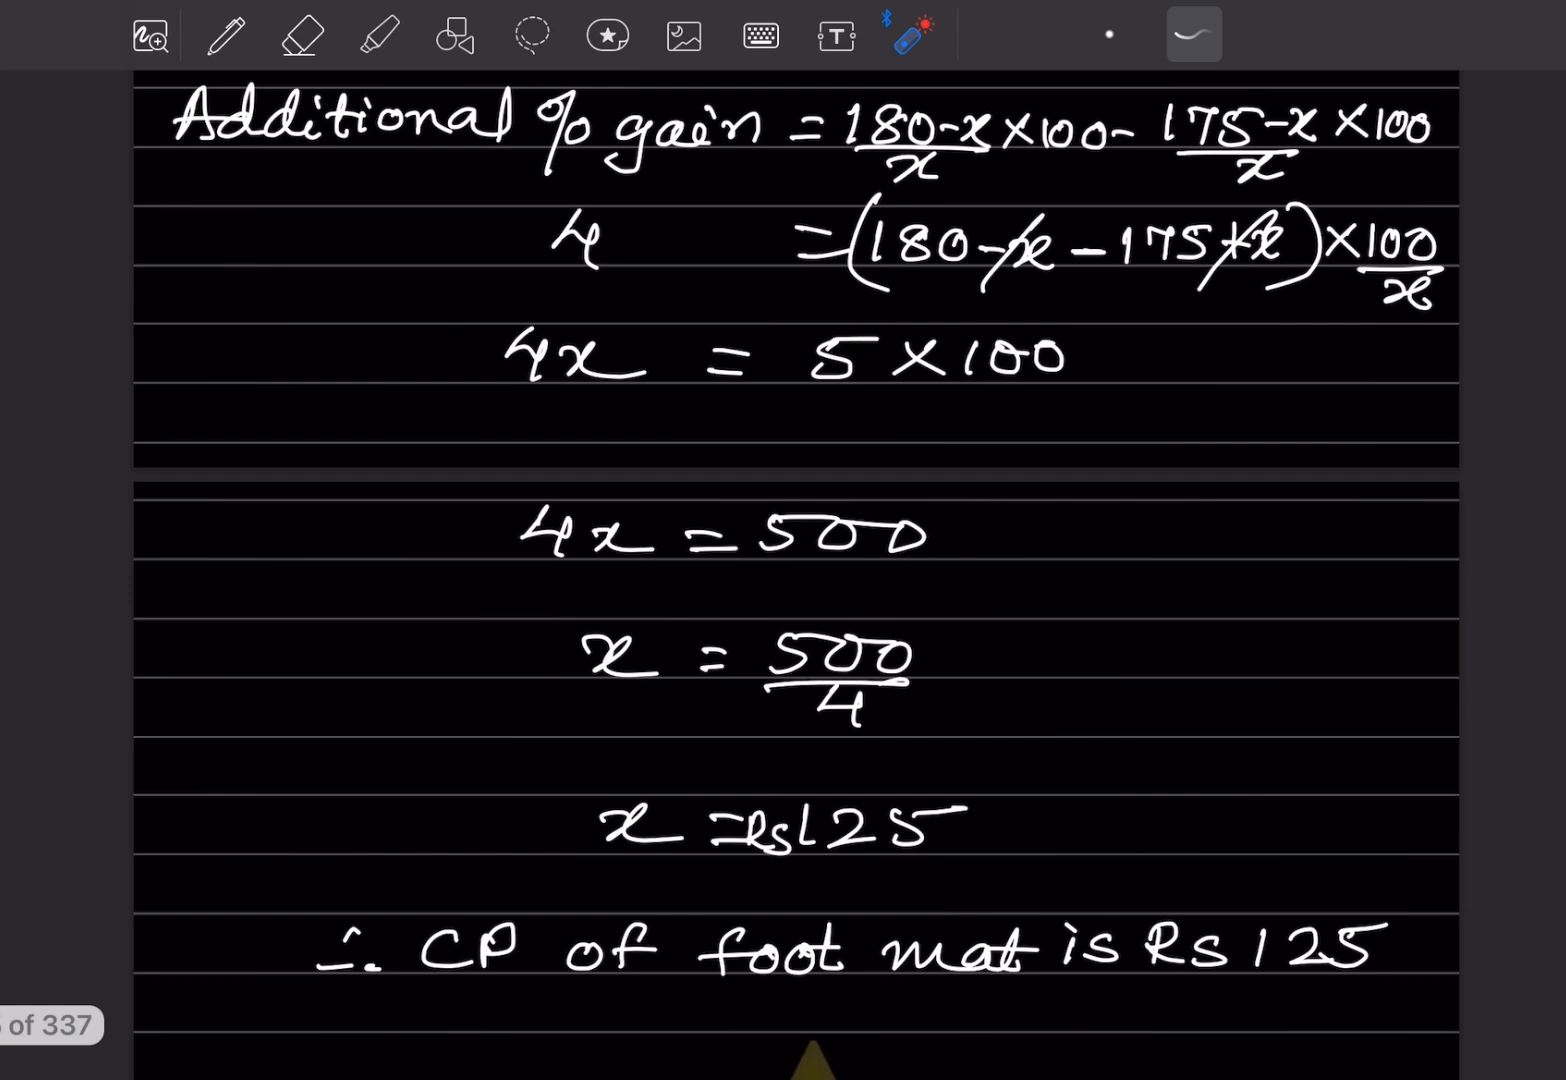 Additional % gain = 180-x/x ×100 - 175-x/x ×100
4 = (180-x-175+x)×100/x
4x = 5×100
4x = 500
x = 500/4
x = Rs125
∴ CP of foot mat is Rs 125
of 337